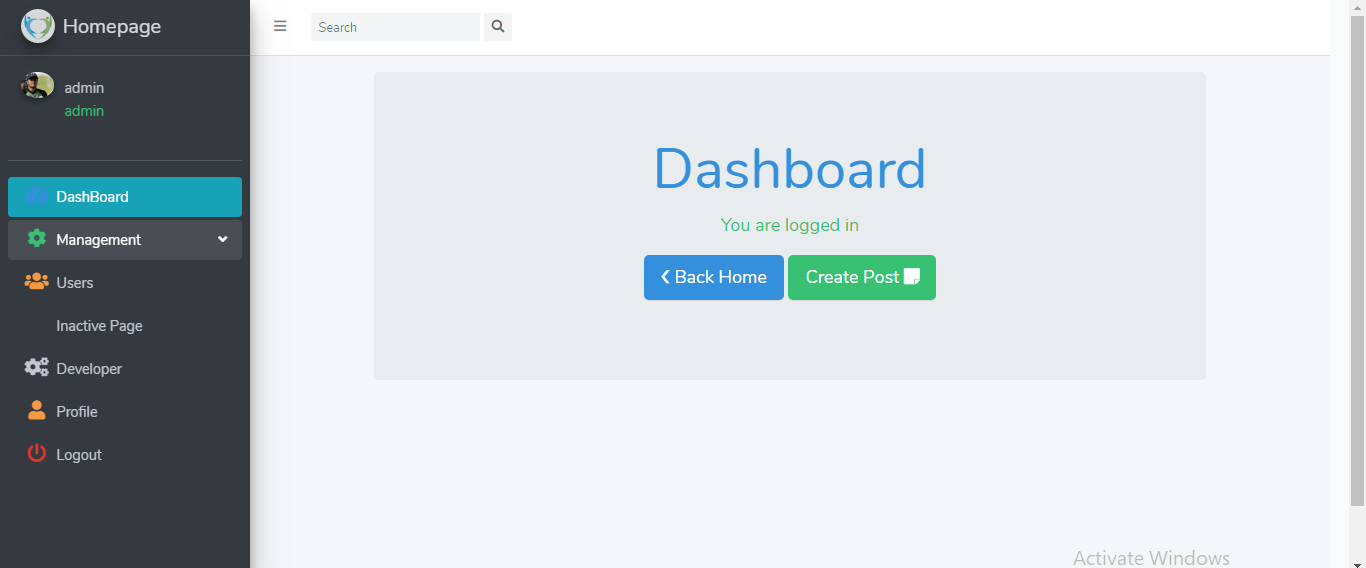 Homepage
Search
admin
admin
DashBoard
Management
Users
Inactive Page
Developer
Profile
Logout
Dashboard
You are logged in
Back Home
Create Post
Activate Windows